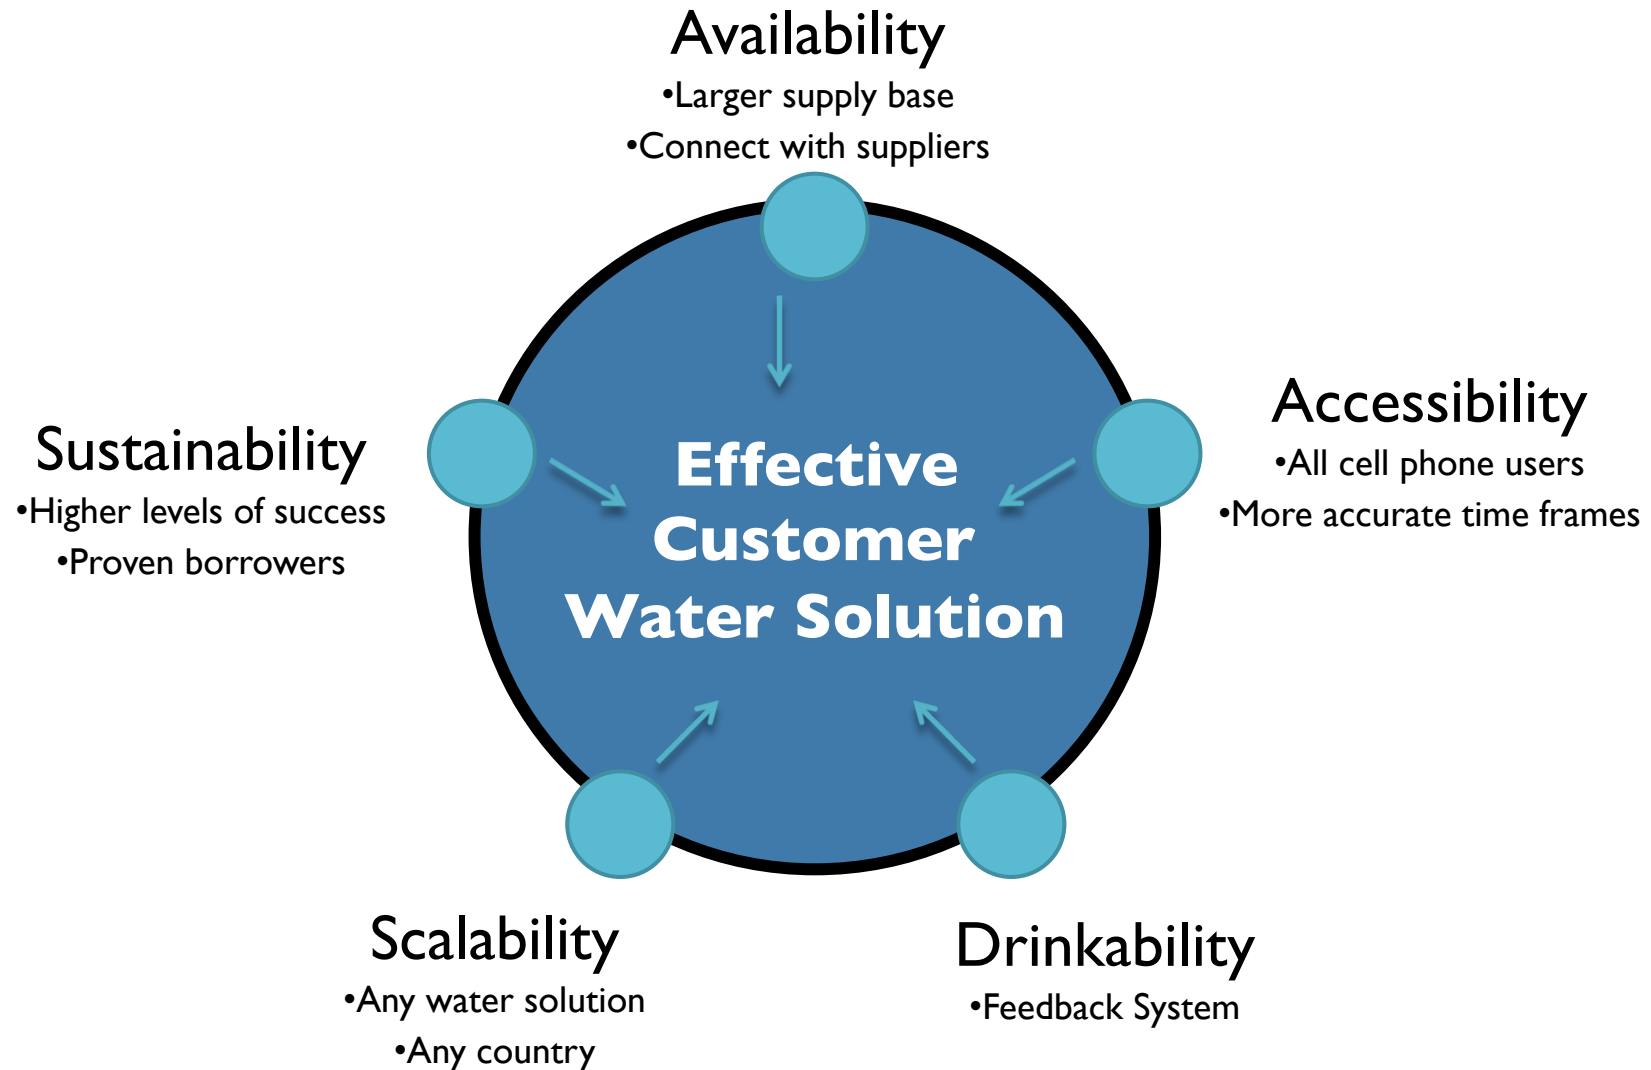 Availability
•Larger supply base
•Connect with suppliers
Accessibility
•All cell phone users
•More accurate time frames
Sustainability
•Higher levels of success
•Proven borrowers
Effective
Customer
Water Solution
Scalability
•Any water solution
•Any country
Drinkability
•Feedback System